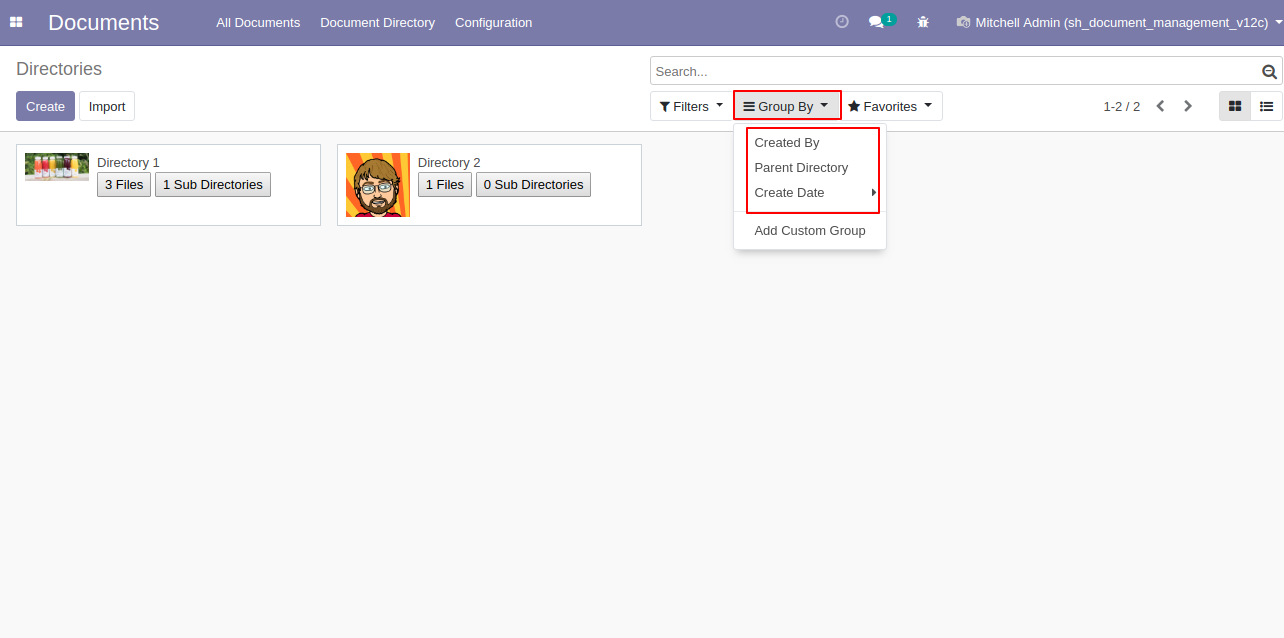 Documents All Documents Document Directory Configuration 1 Mitchell Admin (sh_document_management_v12c)
Directories
Search...
Create Import
Filters Group By Favorites 1-2 / 2
Created By
Parent Directory
Create Date
Add Custom Group
Directory 1
3 Files 1 Sub Directories
Directory 2
1 Files 0 Sub Directories